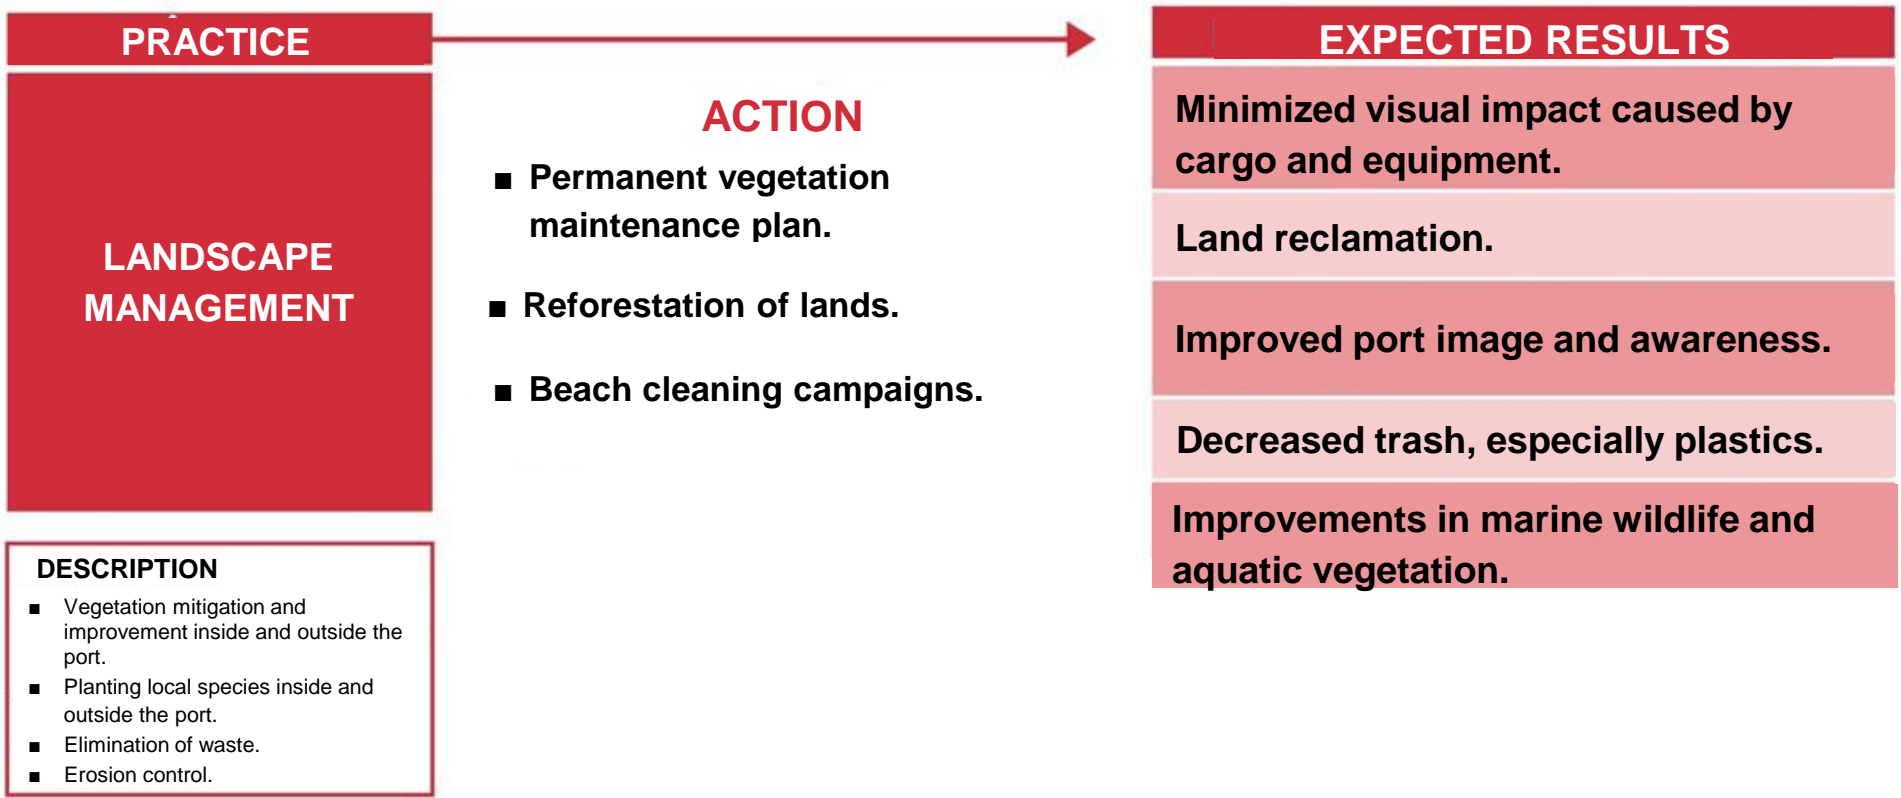 PRACTICE
LANDSCAPE
MANAGEMENT
DESCRIPTION
■ Vegetation mitigation and
improvement inside and outside the
port.
■ Planting local species inside and
outside the port.
■ Elimination of waste.
■ Erosion control.
ACTION
■ Permanent vegetation
maintenance plan.
■ Reforestation of lands.
■ Beach cleaning campaigns.
EXPECTED RESULTS
Minimized visual impact caused by
cargo and equipment.
Land reclamation.
Improved port image and awareness.
Decreased trash, especially plastics.
Improvements in marine wildlife and
aquatic vegetation.